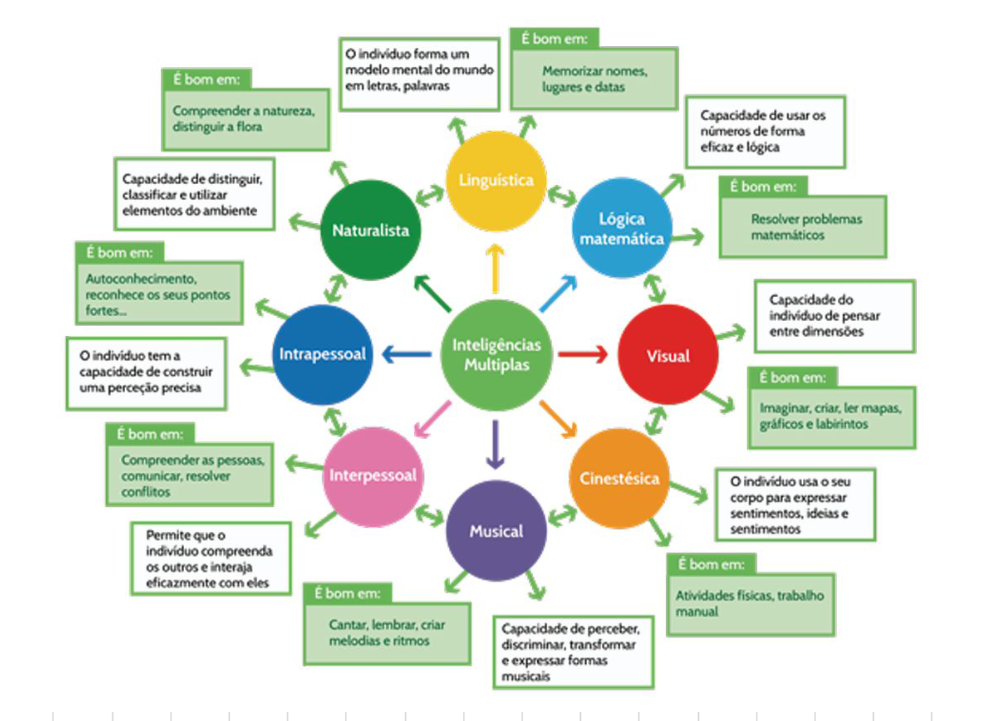 O indivíduo forma um
modelo mental do mundo
em letras, palavras
É bom em:
Memorizar nomes,
lugares e datas
É bom em:
Compreender a natureza,
distinguir a flora
Capacidade de usar os
números de forma
eficaz e lógica
Linguística
Capacidade de distinguir,
classificar e utilizar
elementos do ambiente
Naturalista
Lógica
matemática
É bom em:
Resolver problemas
matemáticos
É bom em:
Autoconhecimento,
reconhece os seus pontos
fortes...
Capacidade do
indivíduo de pensar
entre dimensões
Intrapessoal
Inteligências
Multiplas
Visual
O indivíduo tem a
capacidade de construir
uma perceção precisa
É bom em:
Imaginar, criar, ler mapas,
gráficos e labirintos
É bom em:
Compreender as pessoas,
comunicar, resolver
conflitos
Interpessoal
Cinestésica
O indivíduo usa o seu
corpo para expressar
sentimentos, ideias e
sentimentos
Permite que o
indivíduo compreenda
os outros e interaja
eficazmente com eles
Musical
É bom em:
Atividades físicas, trabalho
manual
É bom em:
Cantar, lembrar, criar
melodias e ritmos
Capacidade de perceber,
discriminar, transformar
e expressar formas
musicais